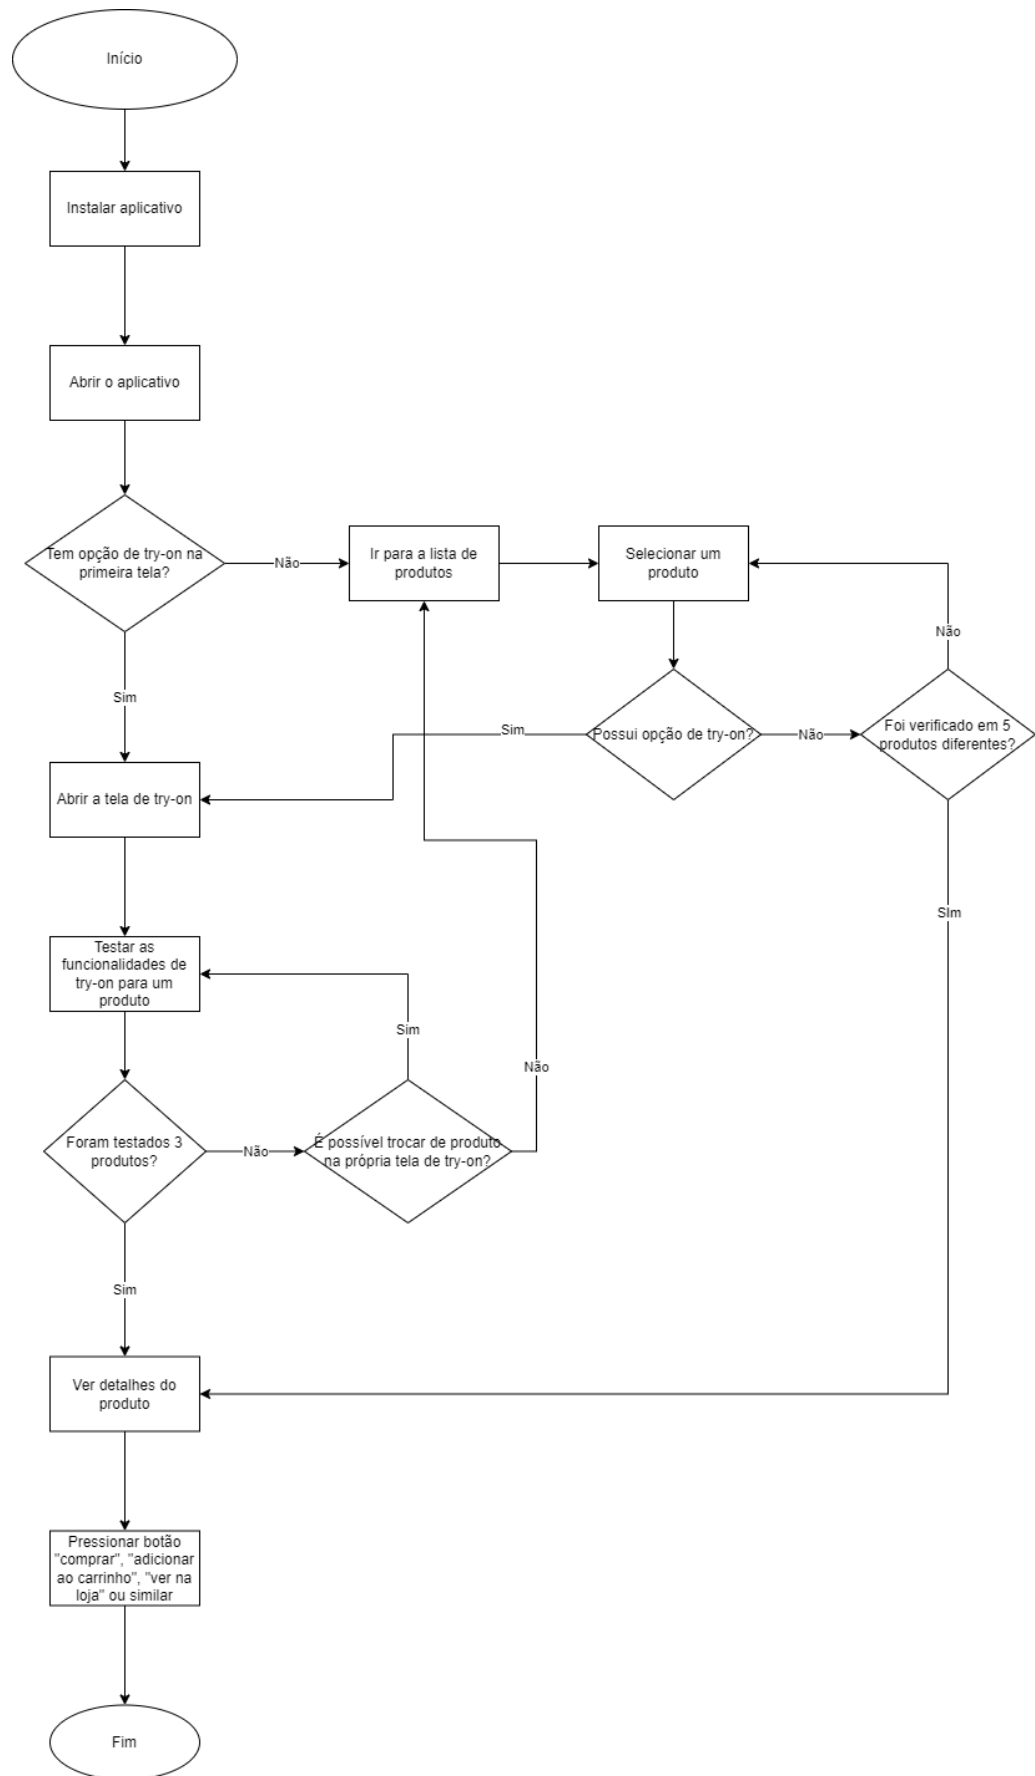 Início
Instalar aplicativo
Abrir o aplicativo
Tem opção de try-on na
primeira tela?
Não
Ir para a lista de
produtos
Selecionar um
produto
Não
Sim
Sim
Possui opção de try-on?
Não
Foi verificado em 5
produtos diferentes?
Abrir a tela de try-on
Sim
Testar as
funcionalidades de
try-on para um
produto
Sim
Não
Foram testados 3
produtos?
Não
É possível trocar de produto
na própria tela de try-on?
Sim
Ver detalhes do
produto
Pressionar botão
"comprar", "adicionar
ao carrinho", "ver na
loja" ou similar
Fim